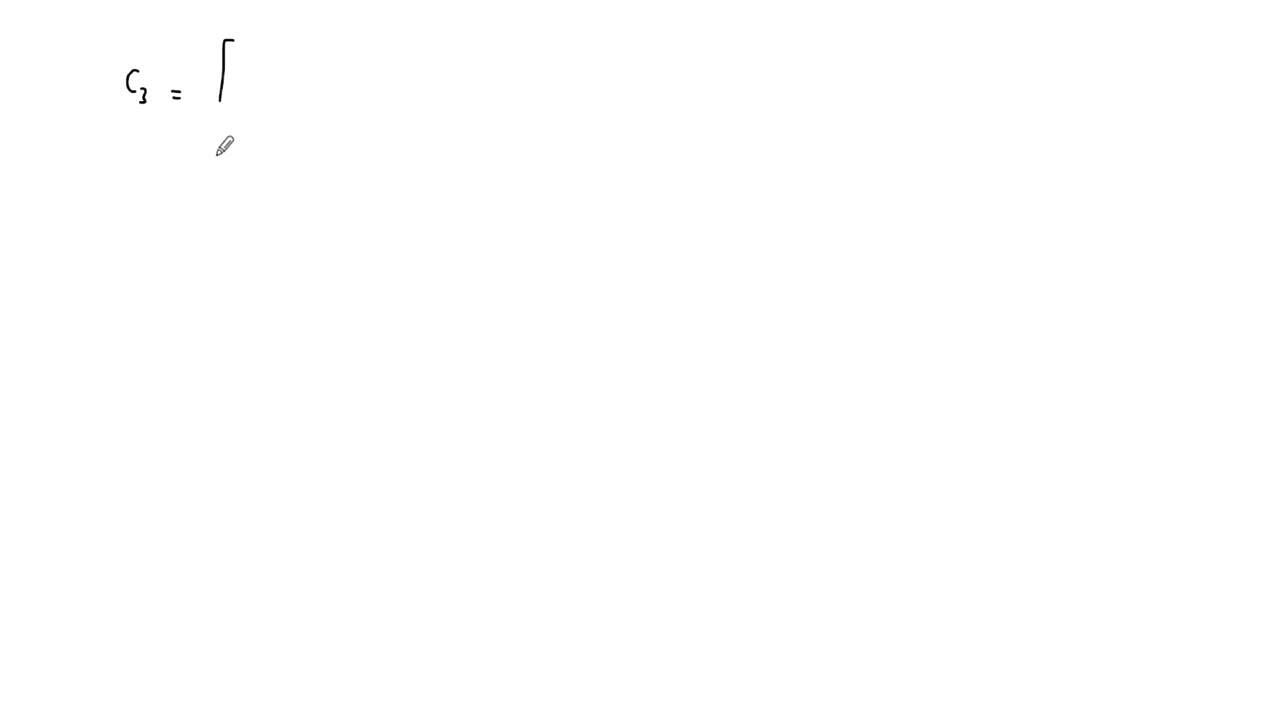 C₃ = ⌈